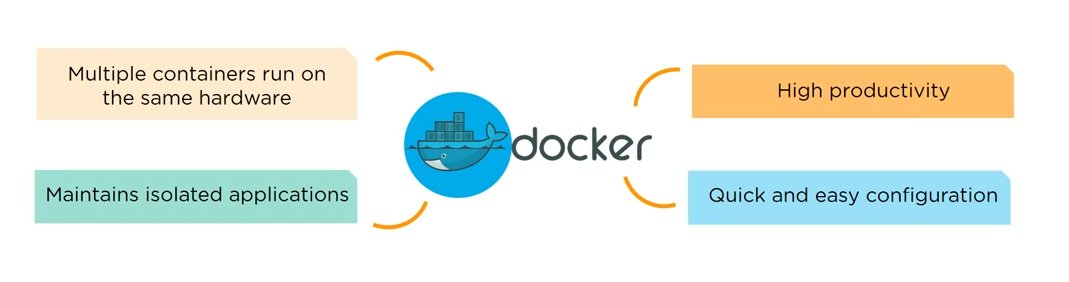 Multiple containers run on
the same hardware
Maintains isolated applications
docker
High productivity
Quick and easy configuration